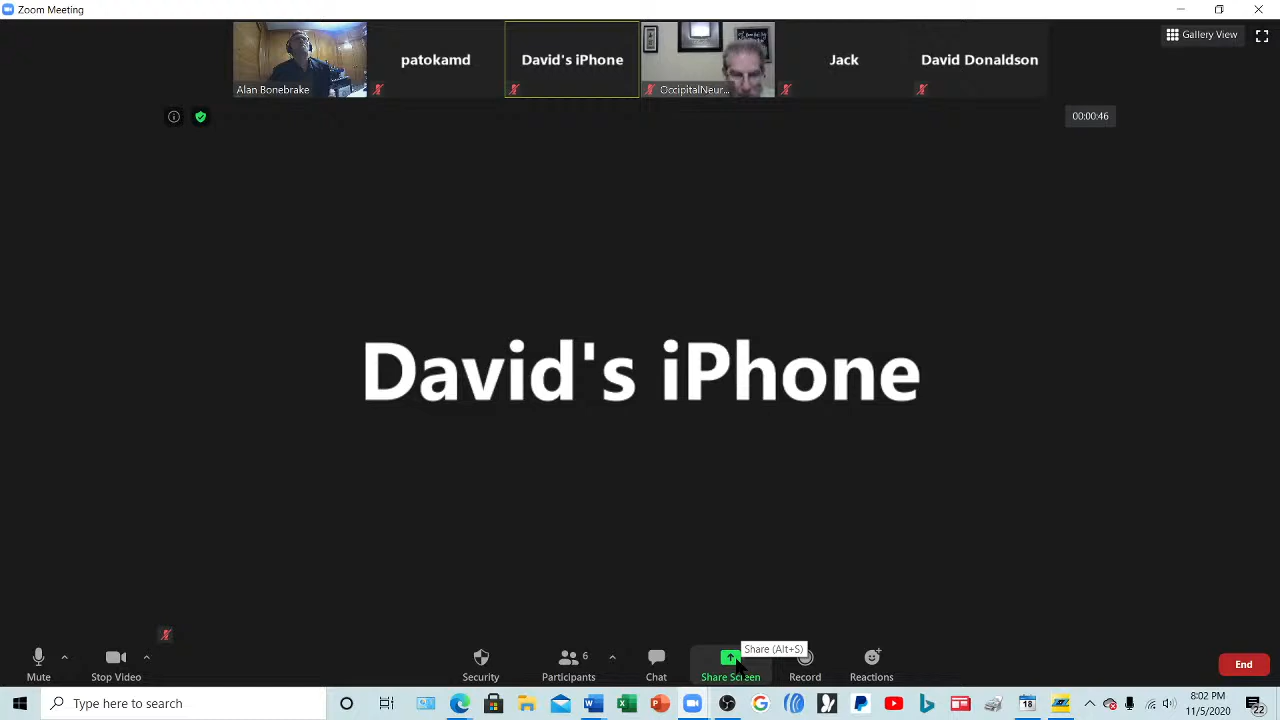 Zoom Meeting
Gallery View
Alan Bonebrake
patokamd
David's iPhone
OccipitalNeur...
Jack
David Donaldson
00:00:46
David's iPhone
Share (Alt+S)
Mute
Stop Video
Security
Participants
6
Chat
Share Screen
Record
Reactions
End
Type here to search
18
8:02 PM
11/5/2020
22